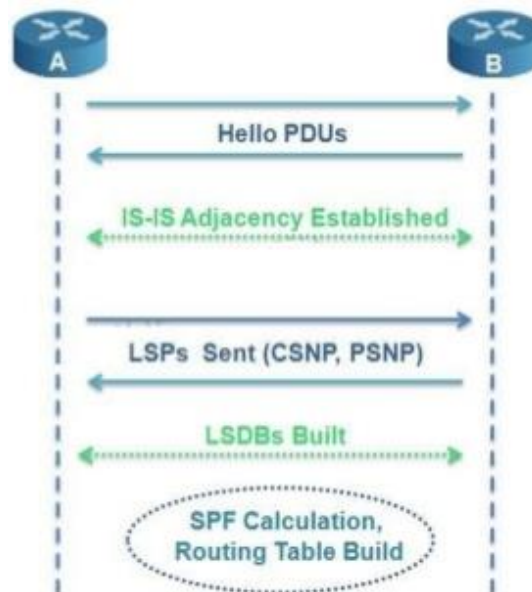 A
B
Hello PDUs
IS-IS Adjacency Established
LSPs Sent (CSNP, PSNP)
LSDBs Built
SPF Calculation,
Routing Table Build